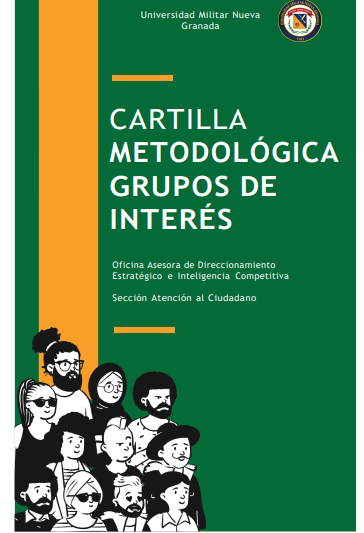 Universidad Militar Nueva
Granada
CARTILLA
METODOLÓGICA
GRUPOS DE
INTERÉS
Oficina Asesora de Direccionamiento
Estratégico e Inteligencia Competitiva
Sección Atención al Ciudadano